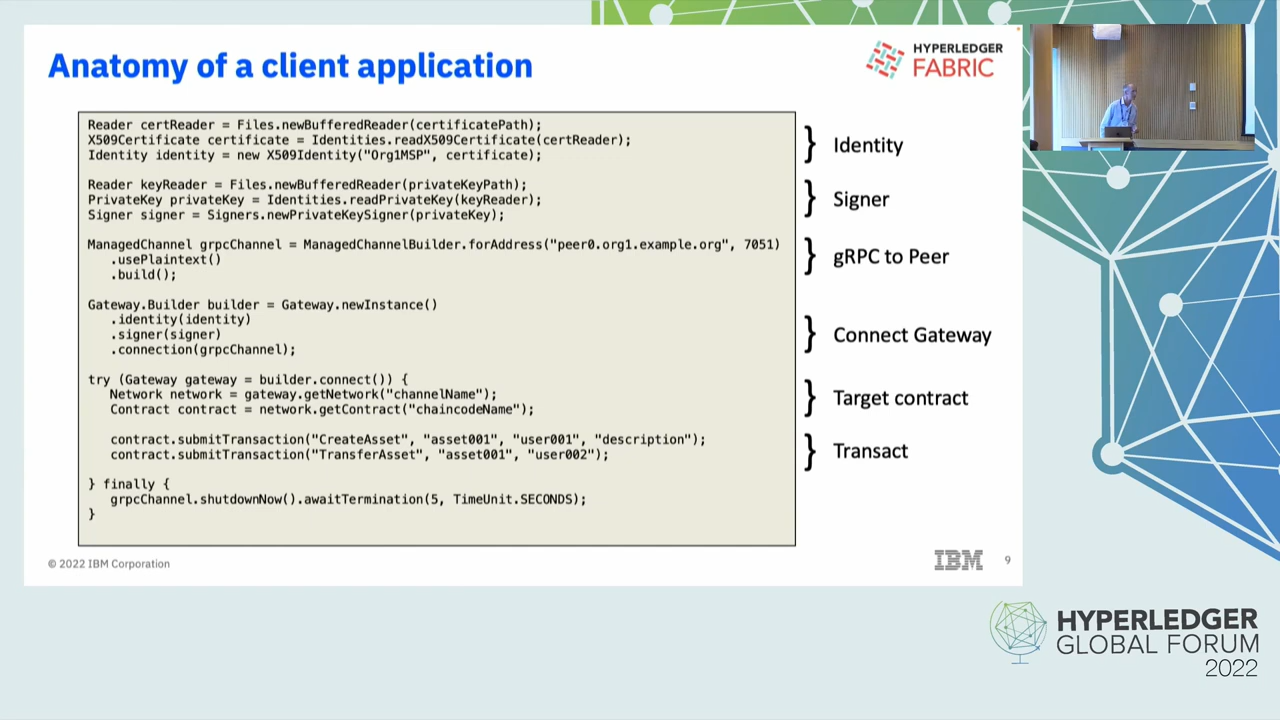 Anatomy of a client application
HYPERLEDGER
FABRIC
Reader certReader = Files.newBufferedReader(certificatePath);
X509Certificate certificate = Identities.readX509Certificate(certReader);
Identity identity = new X509Identity("Org1MSP", certificate);
Reader keyReader = Files.newBufferedReader(privateKeyPath);
PrivateKey privateKey = Identities.readPrivateKey(keyReader);
Signer signer = Signers.newPrivateKeySigner(privateKey);
ManagedChannel grpcChannel = ManagedChannelBuilder.forAddress("peer0.org1.example.org", 7051)
.usePlaintext()
.build();
Gateway.Builder builder = Gateway.newInstance()
.identity(identity)
.signer(signer)
.connection(grpcChannel);
try (Gateway gateway = builder.connect()) {
Network network = gateway.getNetwork("channelName");
Contract contract = network.getContract("chaincodeName");
contract.submitTransaction("CreateAsset", "asset001", "user001", "description");
contract.submitTransaction("TransferAsset", "asset001", "user002");
} finally {
grpcChannel.shutdownNow().awaitTermination(5, TimeUnit.SECONDS);
}
} Identity
} Signer
} gRPC to Peer
} Connect Gateway
} Target contract
} Transact
© 2022 IBM Corporation
IBM
9
HYPERLEDGER
GLOBAL FORUM
2022